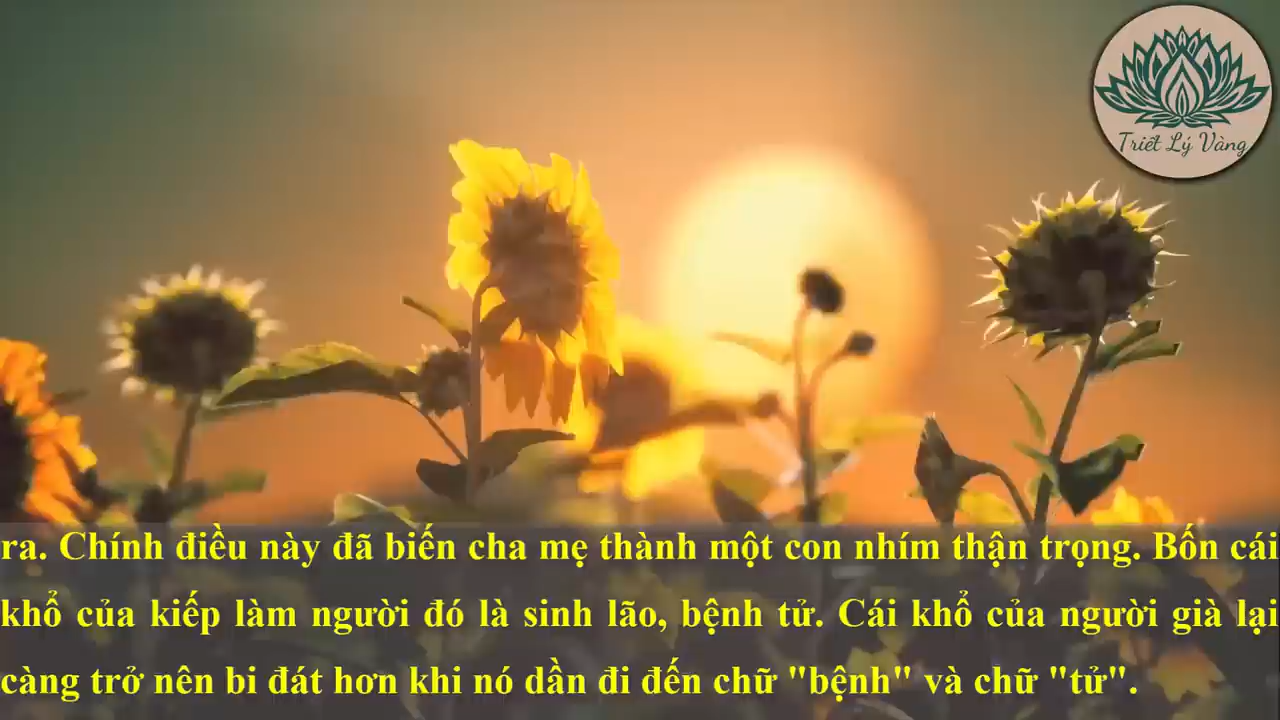 Triết Lý Vàng
ra. Chính điều này đã biến cha mẹ thành một con nhím thận trọng. Bốn cái
khổ của kiếp làm người đó là sinh lão, bệnh tử. Cái khổ của người già lại
càng trở nên bi đát hơn khi nó dần đi đến chữ "bệnh" và chữ "tử".